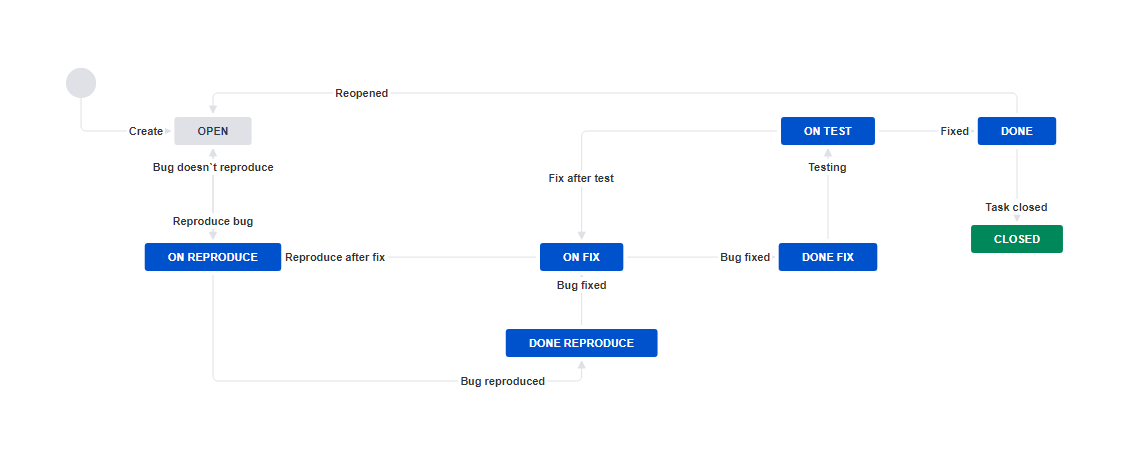 Reopened
Create
OPEN
ON TEST
Fixed
DONE
Bug doesn`t reproduce
Fix after test
Testing
Reproduce bug
Task closed
CLOSED
ON REPRODUCE
Reproduce after fix
ON FIX
Bug fixed
DONE FIX
Bug fixed
DONE REPRODUCE
Bug reproduced